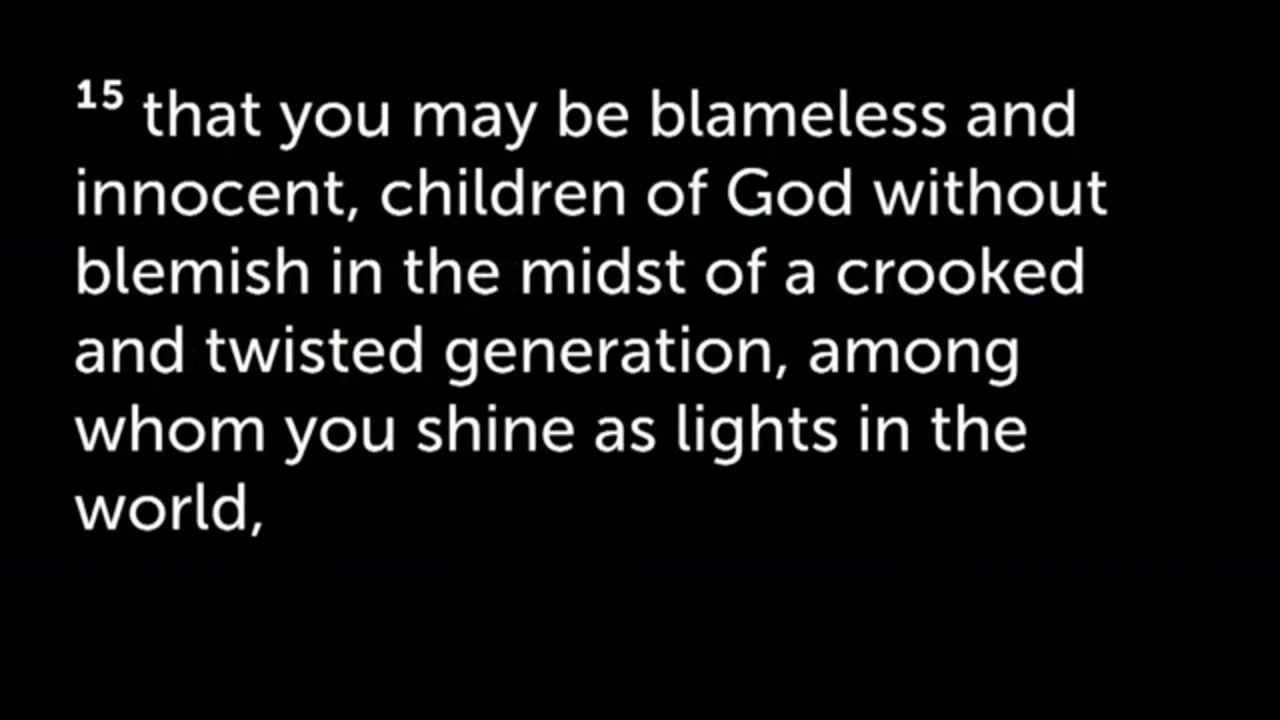 15 that you may be blameless and
innocent, children of God without
blemish in the midst of a crooked
and twisted generation, among
whom you shine as lights in the
world,